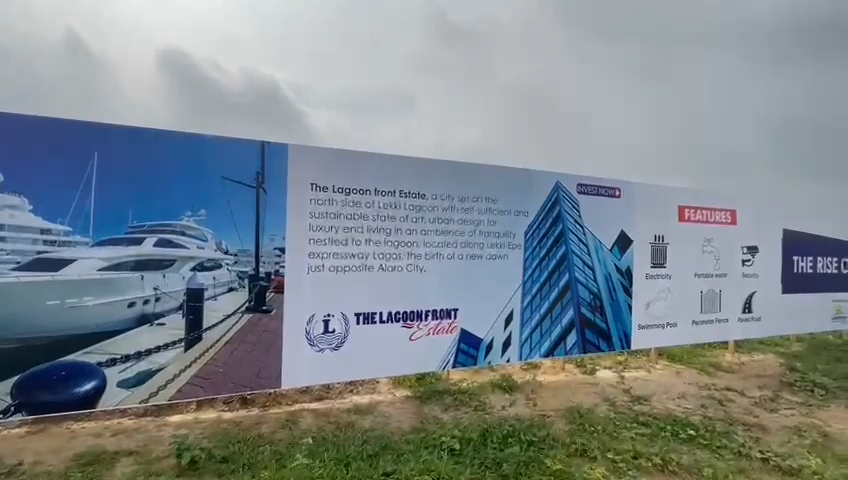 The Lagoon front Estate, a city set on the
north side of Lekki Lagoon with self-sufficient and
sustainable state of art, urban design for
luxury end living in an ambience of tranquility
nestled to the lagoon, located along Lekki-Epe
expressway Lagos, the birth of a new dawn
just opposite Alaro City.
L
THE LAGOONFRONT
Estate
INVEST NOW
FEATURES
Electricity
Portable water
Security
Swimming Pool
Perimeter Fence
Paved Road
THE RISE